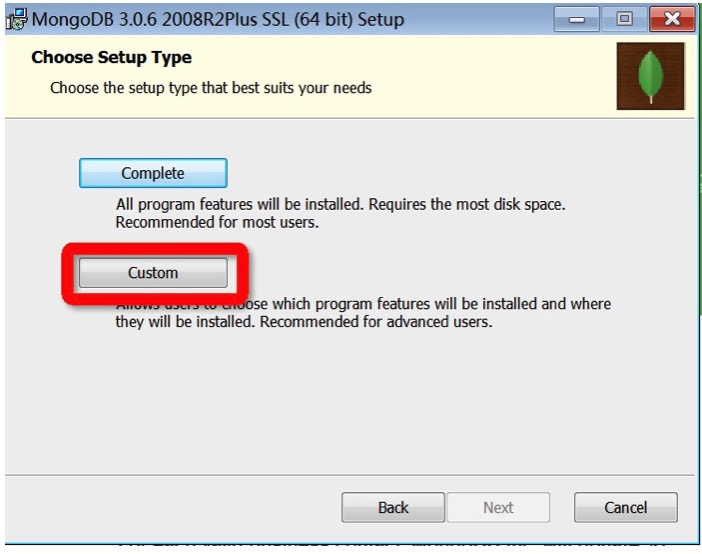 MongoDB 3.0.6 2008R2Plus SSL (64 bit) Setup
Choose Setup Type
Choose the setup type that best suits your needs
Complete
All program features will be installed. Requires the most disk space.
Recommended for most users.
Custom
Allows users to choose which program features will be installed and where
they will be installed. Recommended for advanced users.
Back
Next
Cancel